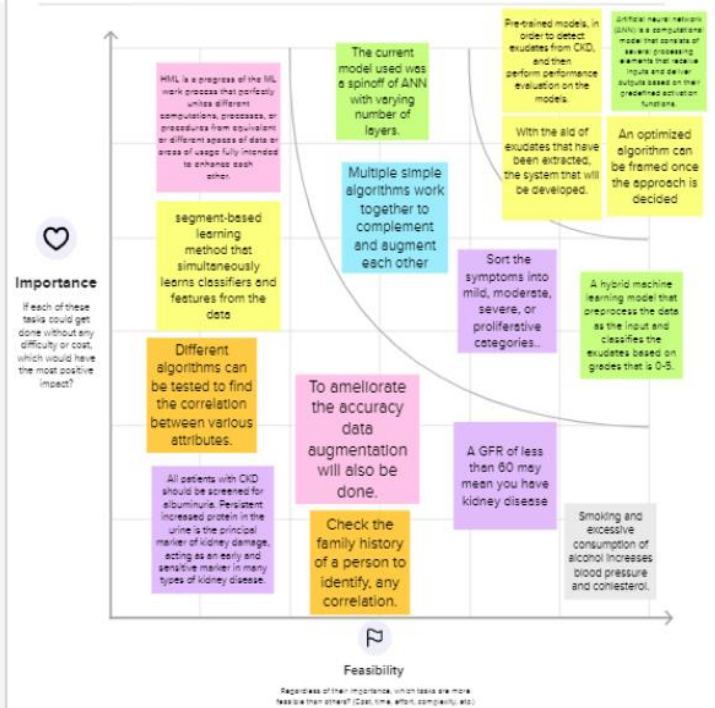 HML is a progress of the ML
work process that perfectly
unites different
computations, processes, or
procedures from equivalent
or different spaces of data or
areas of usage fully intended
to enhance each
other.
The current
model used was
a spinoff of ANN
with varying
number of
layers.
Pre-trained models, in
order to detect
exudates from CKD,
and then
perform performance
evaluation on the
models.
Artificial neural network
(ANN) is a computational
model that consists of
several processing
elements that receive
inputs and deliver
outputs based on their
predefined activation
functions.
With the aid of
exudates that have
been extracted,
the system that will
be developed.
An optimized
algorithm can
be framed once
the approach is
decided
Multiple simple
algorithms work
together to
complement
and augment
each other
segment-based
learning
method that
simultaneously
learns classifiers and
features from the
data
Sort the
symptoms into
mild, moderate,
severe, or
proliferative
categories..
A hybrid machine
learning model that
preprocess the data
as the input and
classifies the
exudates based on
grades that is 0-5.
Importance
If each of these
tasks could get
done without any
difficulty or cost,
which would have
the most positive
impact?
Different
algorithms can
be tested to find
the correlation
between various
attributes.
To ameliorate
the accuracy
data
augmentation
will also be
done.
A GFR of less
than 60 may
mean you have
kidney disease
All patients with CKD
should be screened for
albuminuria. Persistent
increased protein in the
urine is the principal
marker of kidney damage,
acting as an early and
sensitive marker in many
types of kidney disease.
Check the
family history
of a person to
identify, any
correlation.
Smoking and
excessive
consumption of
alcohol increases
blood pressure
and cohlesterol.
Feasibility
Regardless of their importance, which tasks are more
feasible than others? (Cost, time, effort, complexity, etc.)